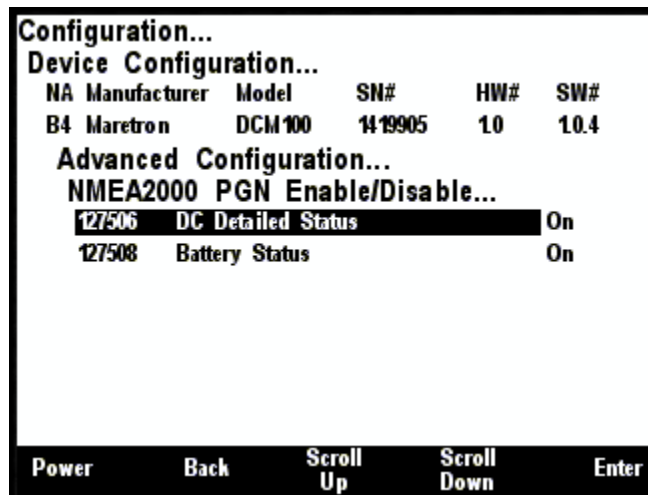 Configuration...
Device Configuration...
NA Manufacturer Model SN# HW# SW#
B4 Maretron DCM100 1419905 1.0 1.0.4
Advanced Configuration...
NMEA2000 PGN Enable/Disable...
127506 DC Detailed Status On
127508 Battery Status On
Power Back Scroll Up Scroll Down Enter